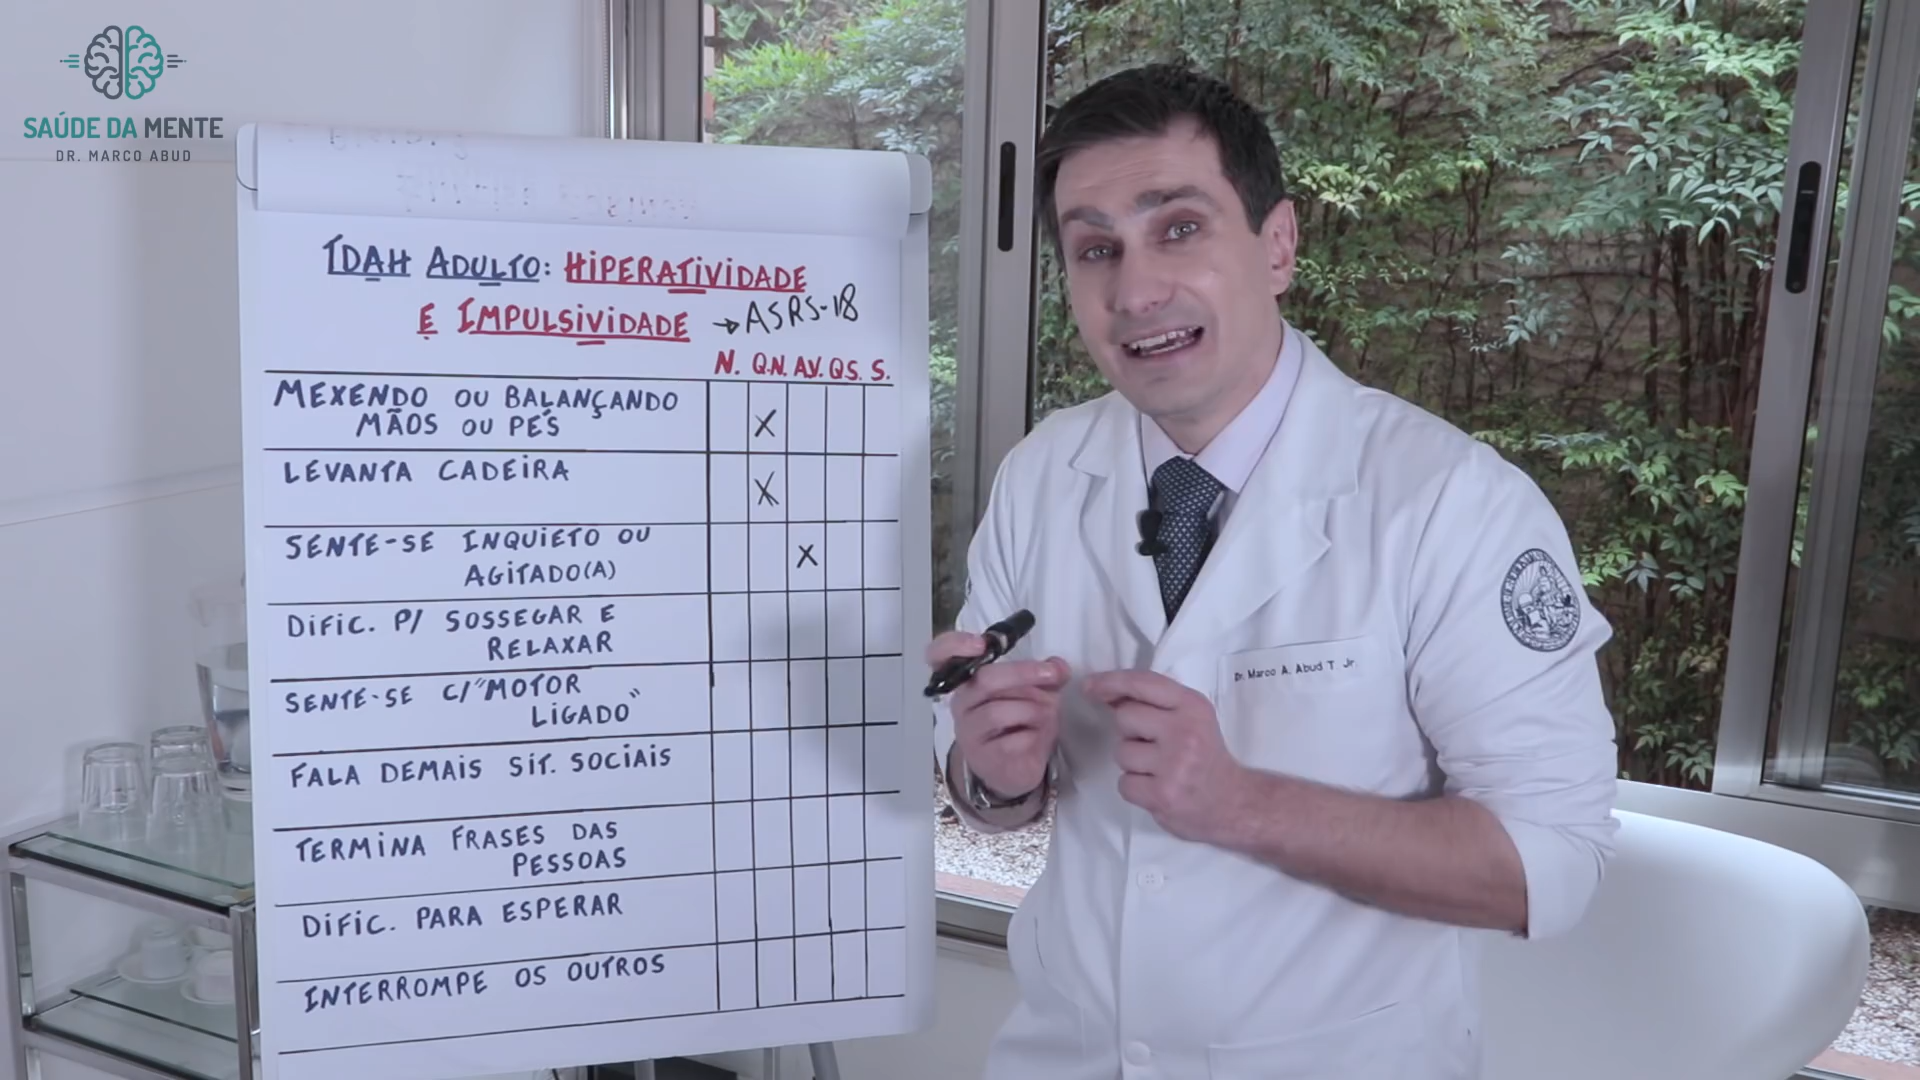 SAÚDE DA MENTE
DR. MARCO ABUD
TDAH ADULTO: HIPERATIVIDADE
E IMPULSIVIDADE → ASRS-18
N. Q.N. AV. Q.S. S.
MEXENDO OU BALANÇANDO
MÃOS OU PÉS
X
LEVANTA CADEIRA
X
SENTE-SE INQUIETO OU
AGITADO(A)
X
DIFIC. P/ SOSSEGAR E
RELAXAR
SENTE-SE C/ "MOTOR
LIGADO"
FALA DEMAIS SIT. SOCIAIS
TERMINA FRASES DAS
PESSOAS
DIFIC. PARA ESPERAR
INTERROMPE OS OUTROS
Dr. Marco A. Abud T. Jr.